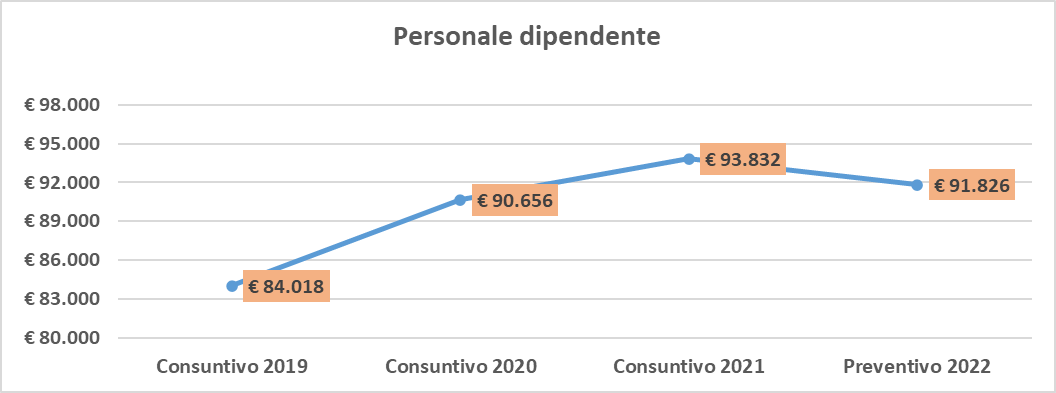 Personale dipendente
€ 98.000
€ 95.000
€ 92.000
€ 89.000
€ 86.000
€ 83.000
€ 80.000
€ 84.018
€ 90.656
€ 93.832
€ 91.826
Consuntivo 2019
Consuntivo 2020
Consuntivo 2021
Preventivo 2022